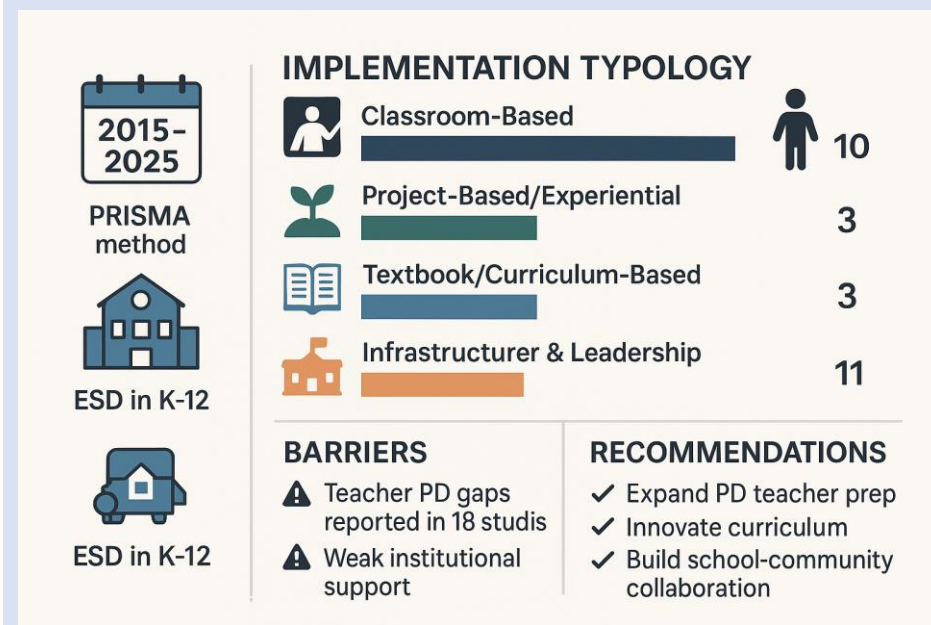 2015–
2025
PRISMA
method
ESD in K-12
ESD in K-12
IMPLEMENTATION TYPOLOGY
Classroom-Based
10
Project-Based/Experiential
3
Textbook/Curriculum-Based
3
Infrastructurer & Leadership
11
BARRIERS
Teacher PD gaps
reported in 18 studis
Weak institutional
support
RECOMMENDATIONS
Expand PD teacher prep
Innovate curriculum
Build school-community
collaboration